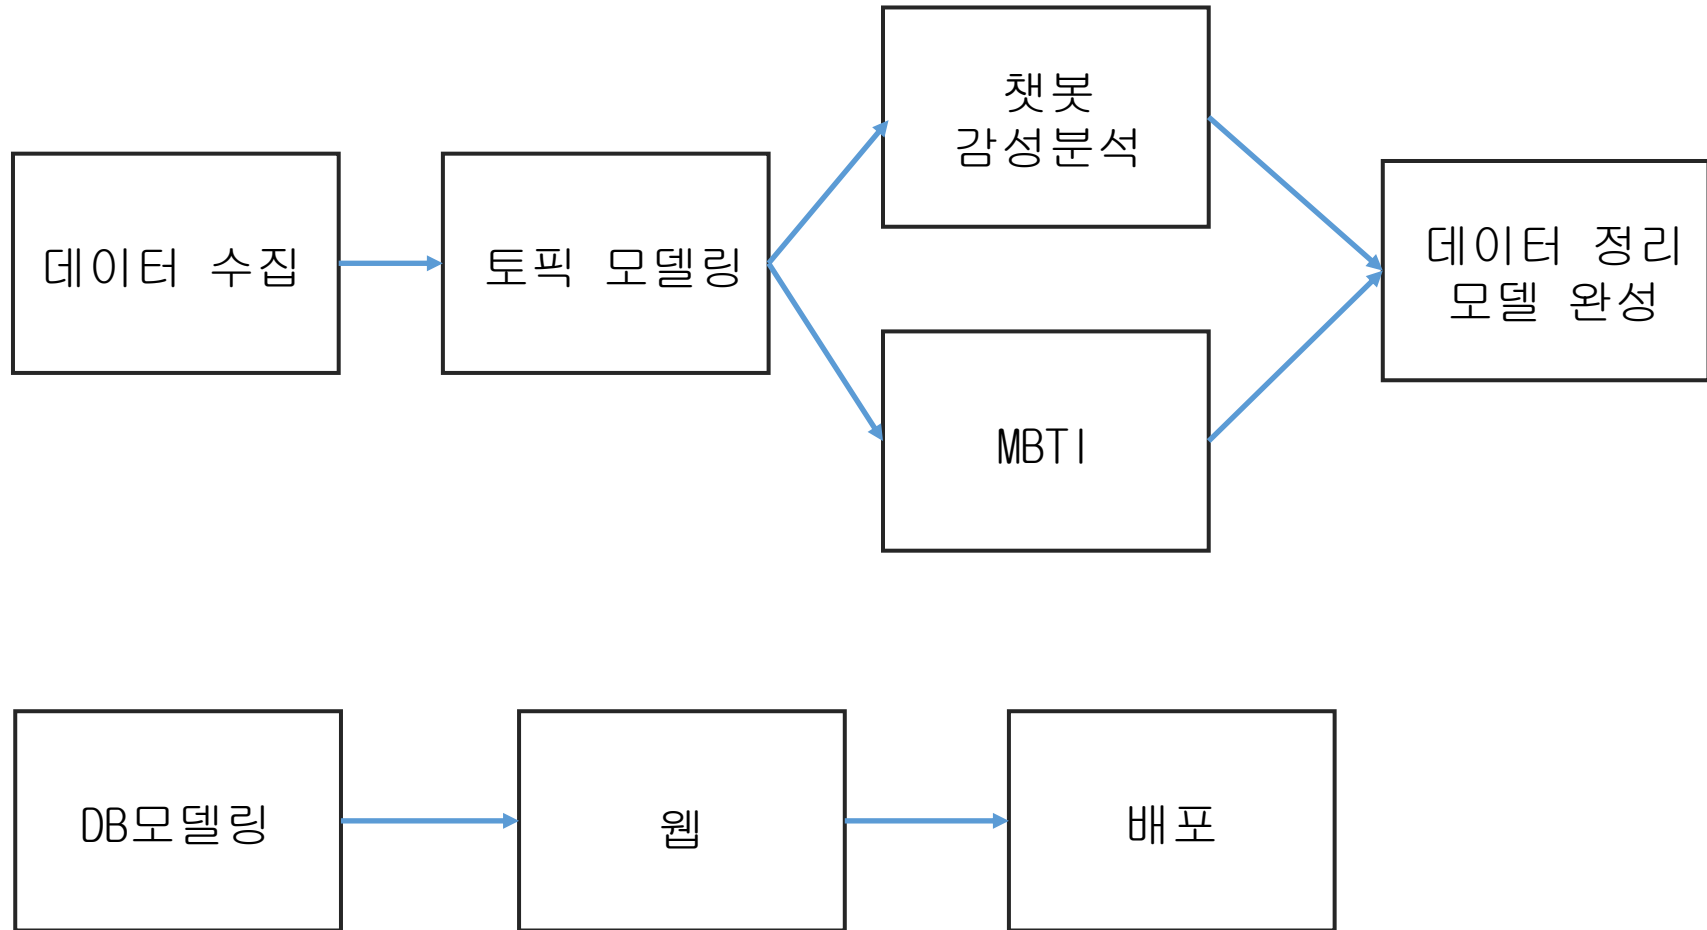 데이터 수집
토픽 모델링
챗봇
감성분석
MBTI
데이터 정리
모델 완성
DB모델링
웹
배포